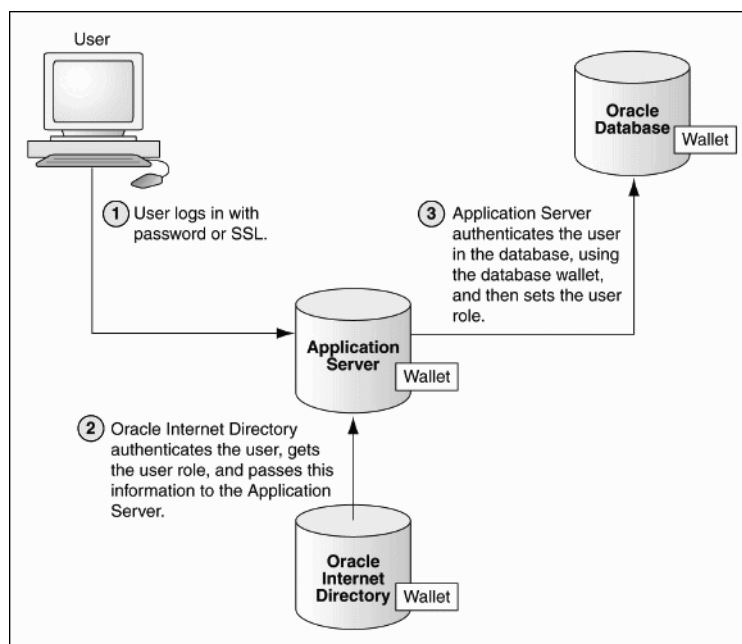 User
Oracle
Database
Wallet
1 User logs in with
password or SSL.
3 Application Server
authenticates the user
in the database, using
the database wallet,
and then sets the user
role.
Application
Server
Wallet
2 Oracle Internet Directory
authenticates the user, gets
the user role, and passes this
information to the Application
Server.
Oracle
Internet
Directory
Wallet